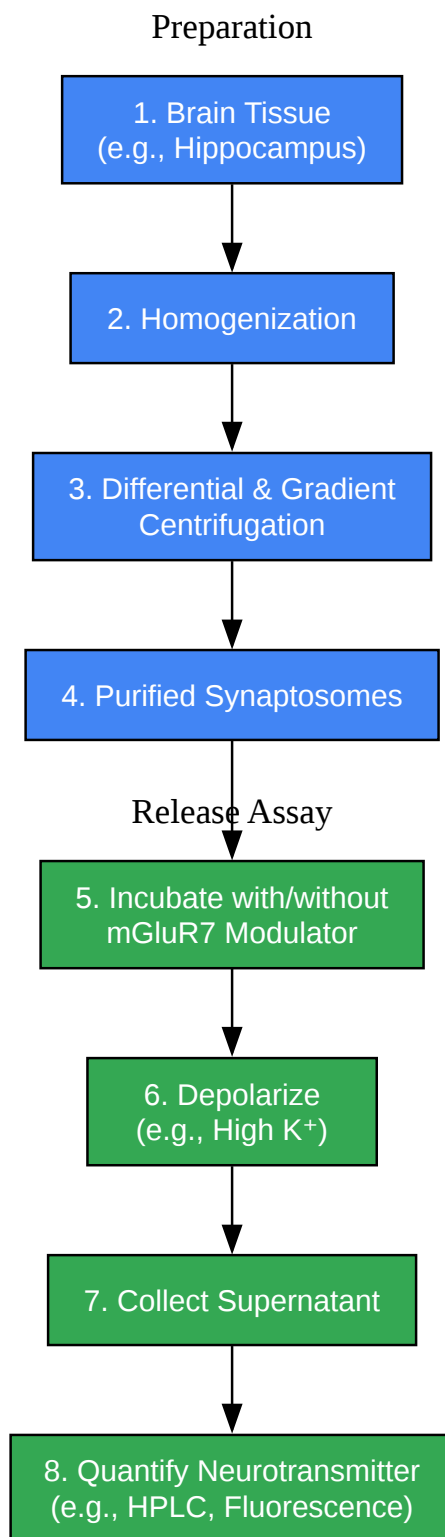 Preparation
1. Brain Tissue
(e.g., Hippocampus)
2. Homogenization
3. Differential & Gradient
Centrifugation
4. Purified Synaptosomes
Release Assay
5. Incubate with/without
mGluR7 Modulator
6. Depolarize
(e.g., High K⁺)
7. Collect Supernatant
8. Quantify Neurotransmitter
(e.g., HPLC, Fluorescence)